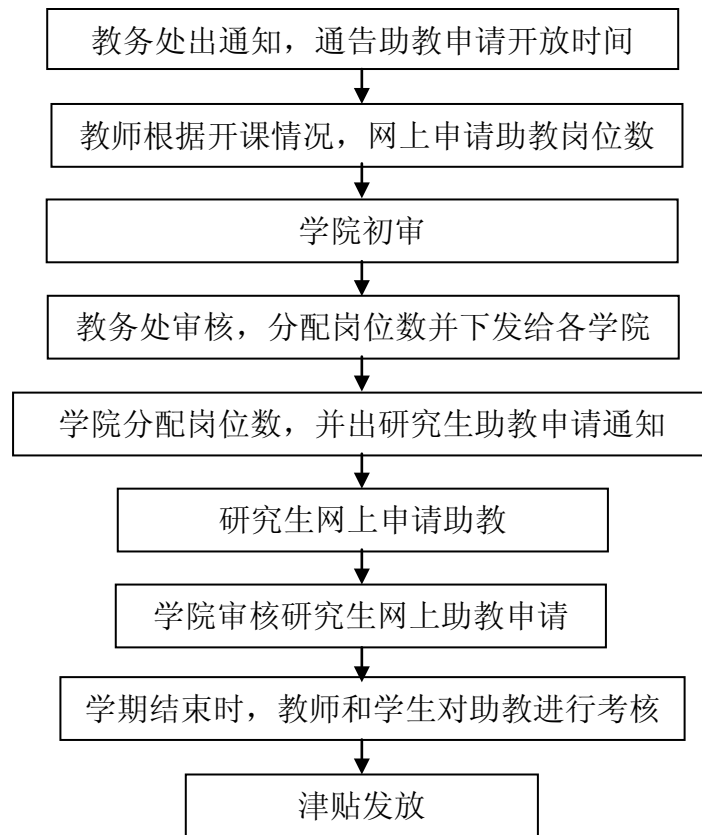 教务处出通知，通告助教申请开放时间
教师根据开课情况，网上申请助教岗位数
学院初审
教务处审核，分配岗位数并下发给各学院
学院分配岗位数，并出研究生助教申请通知
研究生网上申请助教
学院审核研究生网上助教申请
学期结束时，教师和学生对助教进行考核
津贴发放